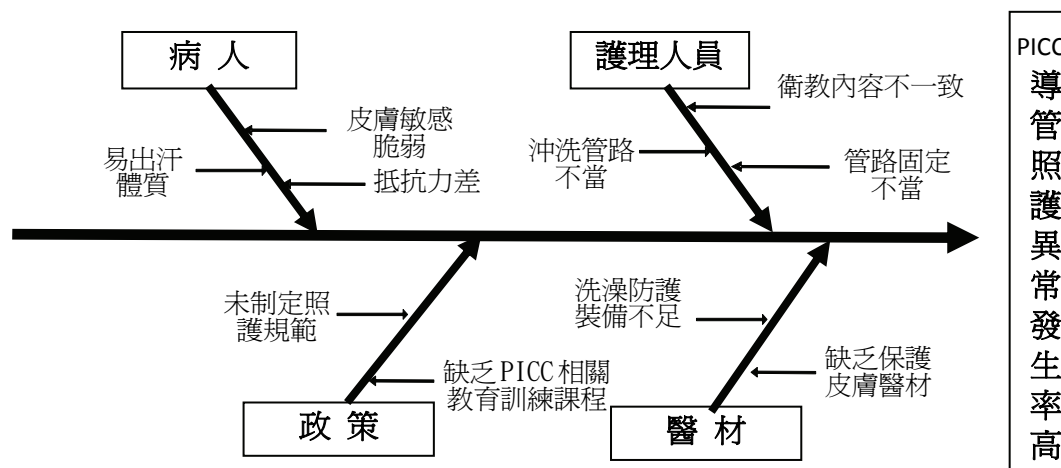 病 人
護理人員
皮膚敏感
脆弱
易出汗
體質
抵抗力差
衛教內容不一致
沖洗管路
不當
管路固定
不當
未制定照
護規範
缺乏PICC相關
教育訓練課程
政 策
洗澡防護
裝備不足
缺乏保護
皮膚醫材
醫 材
PICC
導
管
照
護
異
常
發
生
率
高